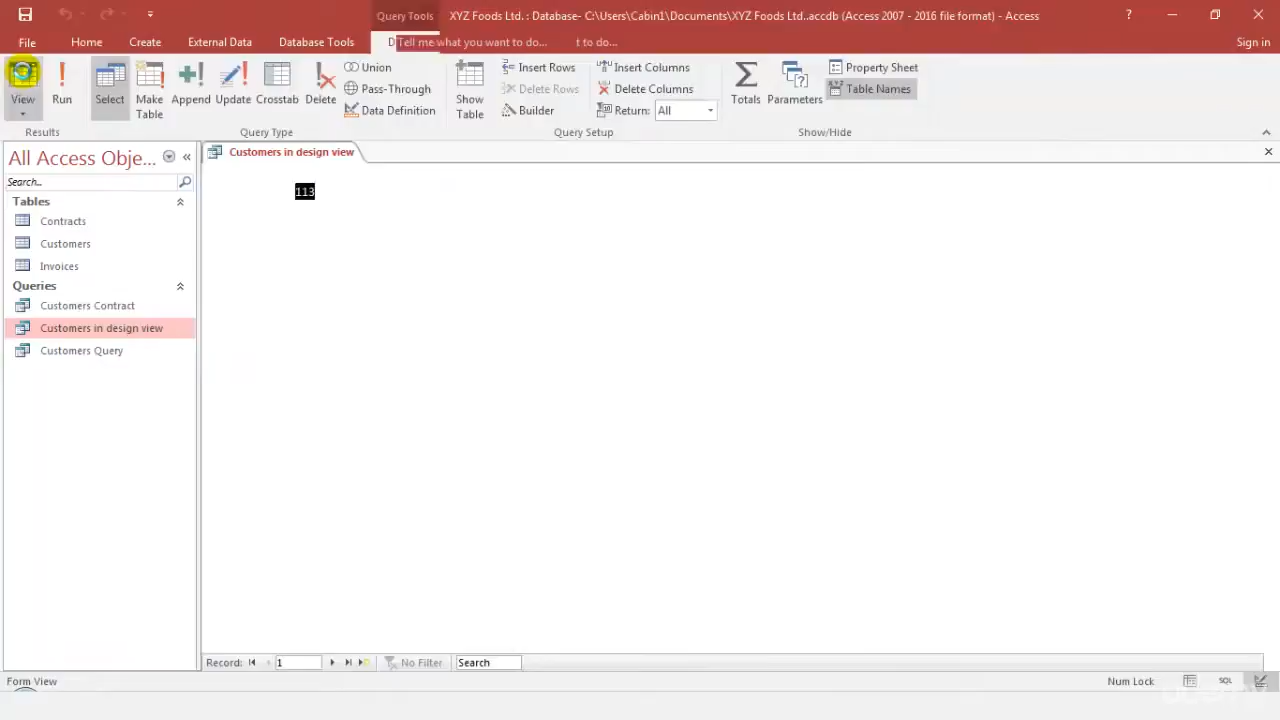 Query Tools
XYZ Foods Ltd. : Database- C:\Users\Cabin1\Documents\XYZ Foods Ltd..accdb (Access 2007 - 2016 file format) - Access
?
File
Home
Create
External Data
Database Tools
D
Tell me what you want to do...
t to do...
Sign in
View
Run
Select
Make Table
Append
Update
Crosstab
Delete
Union
Pass-Through
Data Definition
Show Table
Insert Rows
Delete Rows
Builder
Insert Columns
Delete Columns
Return: All
Totals
Parameters
Property Sheet
Table Names
Results
Query Type
Query Setup
Show/Hide
All Access Obje...
Search...
Tables
Contracts
Customers
Invoices
Queries
Customers Contract
Customers in design view
Customers Query
Customers in design view
113
Record: 1
No Filter
Search
Form View
Num Lock
SQL